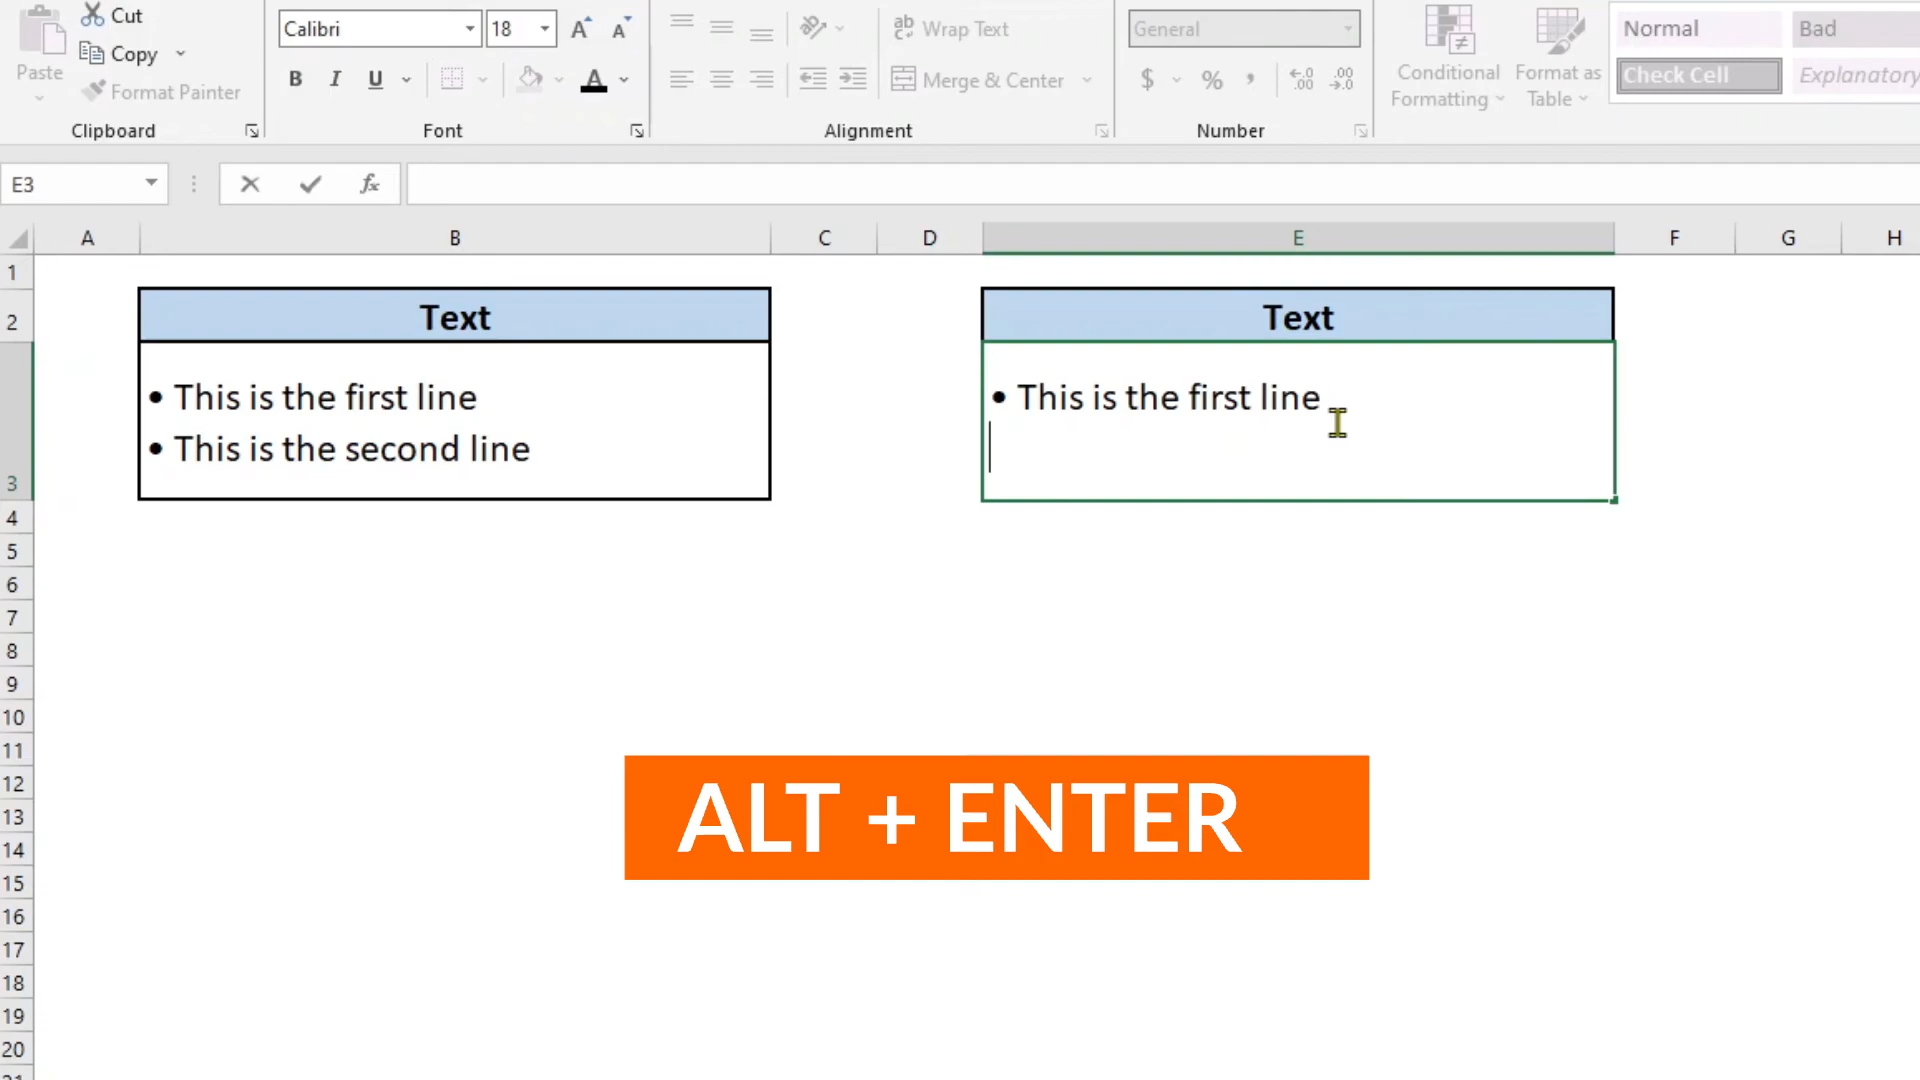 Cut
Calibri
18
ab Wrap Text
General
Normal
Bad
Paste
Copy
B I U
A
Merge & Center
$ % ,
Conditional Formatting
Format as Table
Check Cell
Explanatory
Format Painter
Clipboard
Font
Alignment
Number
E3
fx
A B C D E F G H
1
2 Text Text
• This is the first line • This is the first line
• This is the second line
3
4
5
6
7
8
9
10
11
12
ALT + ENTER
13
14
15
16
17
18
19
20